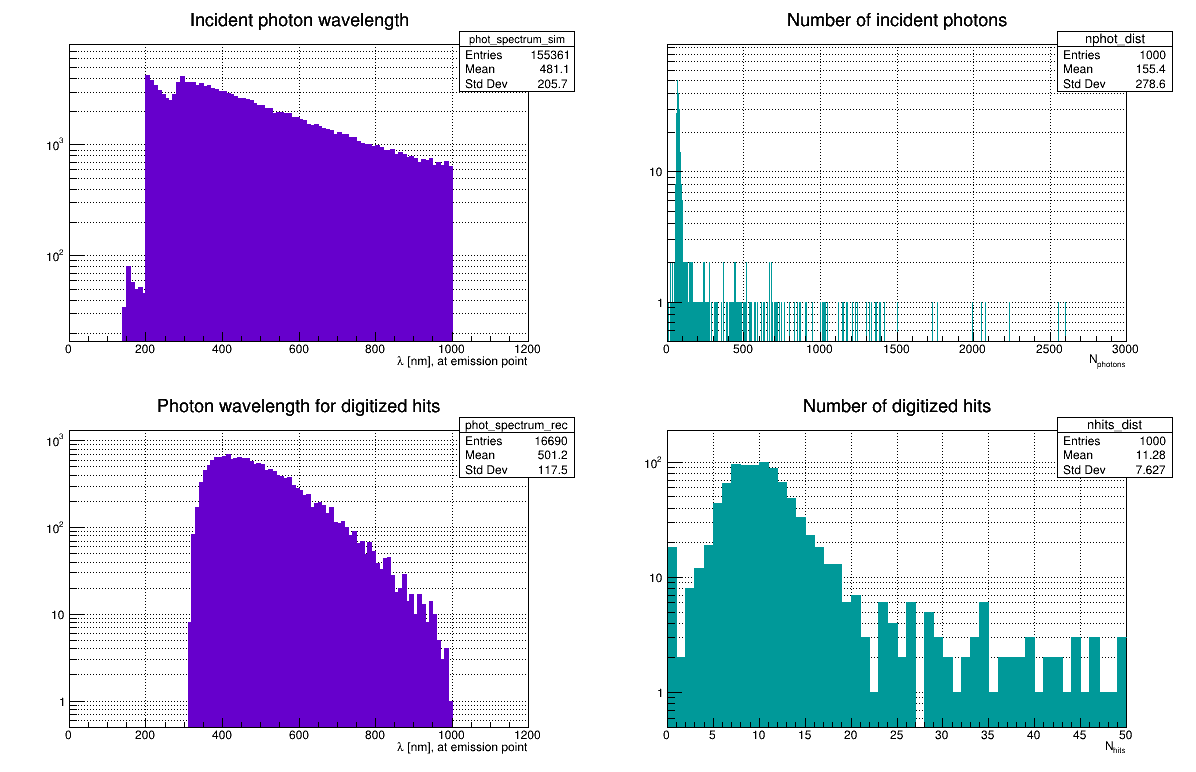 Incident photon wavelength
phot_spectrum_sim
Entries 155361
Mean 481.1
Std Dev 205.7
10³
10²
0 200 400 600 800 1000 1200
λ [nm], at emission point
Number of incident photons
nphot_dist
Entries 1000
Mean 155.4
Std Dev 278.6
10
1
0 500 1000 1500 2000 2500 3000
Nphotons
Photon wavelength for digitized hits
phot_spectrum_rec
Entries 16690
Mean 501.2
Std Dev 117.5
10³
10²
10
1
0 200 400 600 800 1000 1200
λ [nm], at emission point
Number of digitized hits
nhits_dist
Entries 1000
Mean 11.28
Std Dev 7.627
10²
10
1
0 5 10 15 20 25 30 35 40 45 50
Nhits